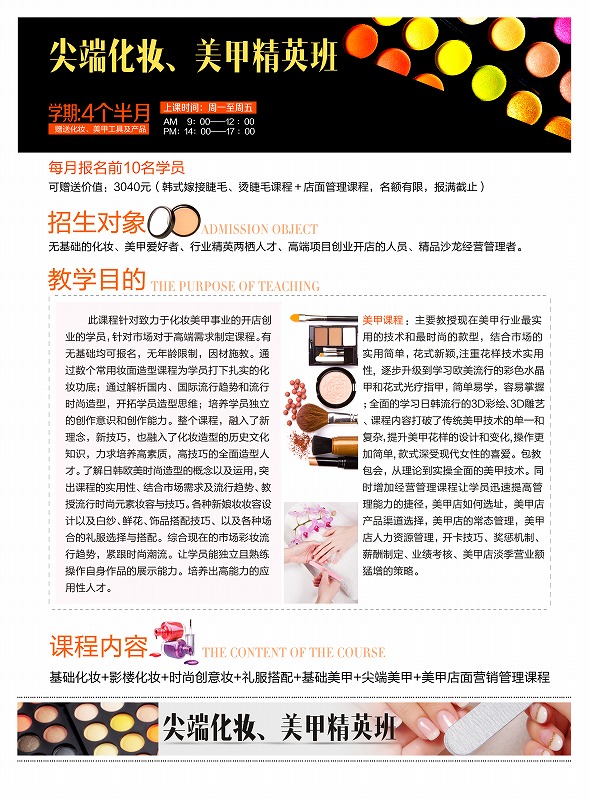 尖端化妆、美甲精英班
学期:4个半月
赠送化妆、美甲工具及产品
上课时间：周一至周五
AM 9：00──12：00
PM：14：00──17：00
每月报名前10名学员
可赠送价值：3040元（韩式嫁接睫毛、烫睫毛课程＋店面管理课程，名额有限，报满截止）
招生对象 ADMISSION OBJECT
无基础的化妆、美甲爱好者、行业精英两栖人才、高端项目创业开店的人员、精品沙龙经营管理者。
教学目的 THE PURPOSE OF TEACHING
此课程针对致力于化妆美甲事业的开店创
业的学员，针对市场对于高端需求制定课程。有
无基础均可报名，无年龄限制，因材施教。通
过数个常用妆面造型课程为学员打下扎实的化
妆功底；通过解析国内、国际流行趋势和流行
时尚造型，开拓学员造型思维；培养学员独立
的创作意识和创作能力。整个课程，融入了新
理念，新技巧，也融入了化妆造型的历史文化
知识，力求培养高素质，高技巧的全面造型人
才。了解日韩欧美时尚造型的概念以及运用，突
出课程的实用性、结合市场需求及流行趋势、教
授流行时尚元素妆容与技巧。各种新娘妆妆容设
计以及白纱、鲜花、饰品搭配技巧、以及各种场
合的礼服选择与搭配。综合现在的市场彩妆流
行趋势，紧跟时尚潮流。让学员能独立且熟练
操作自身作品的展示能力。培养出高能力的应
用性人才。
美甲课程：主要教授现在美甲行业最实
用的技术和最时尚的款型，结合市场的
实用简单，花式新颖,注重花样技术实用
性，逐步升级到学习欧美流行的彩色水晶
甲和花式光疗指甲，简单易学，容易掌握
；全面的学习日韩流行的3D彩绘、3D雕艺
、课程内容打破了传统美甲技术的单一和
复杂,提升美甲花样的设计和变化,操作更
加简单,款式深受现代女性的喜爱。包教
包会，从理论到实操全面的美甲技术。同
时增加经营管理课程让学员迅速提高管
理能力的捷径，美甲店如何选址，美甲店
产品渠道选择，美甲店的常态管理，美甲
店人力资源管理，开卡技巧、奖惩机制、
薪酬制定、业绩考核、美甲店淡季营业额
猛增的策略。
课程内容 THE CONTENT OF THE COURSE
基础化妆+影楼化妆+时尚创意妆+礼服搭配+基础美甲+尖端美甲+美甲店面营销管理课程
尖端化妆、美甲精英班